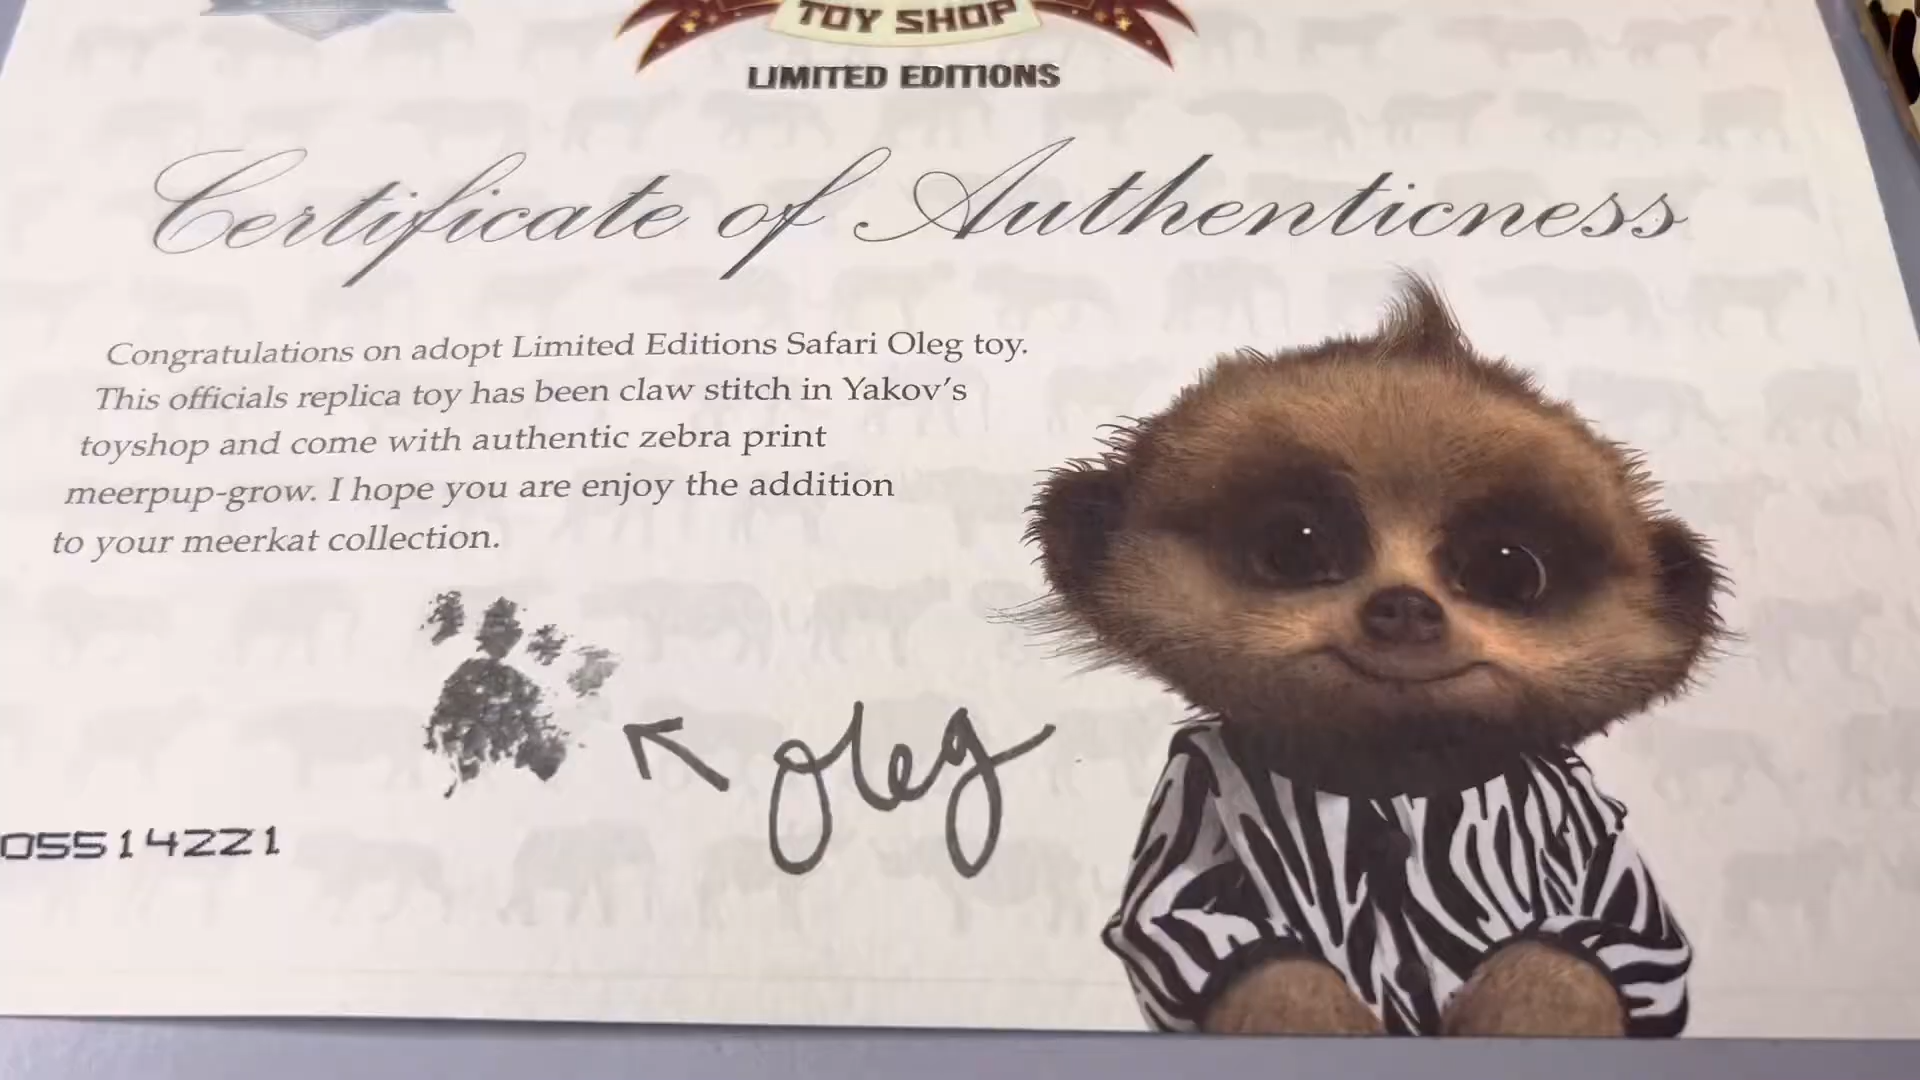 TOY SHOP
LIMITED EDITIONS
Certificate of Authenticness
Congratulations on adopt Limited Editions Safari Oleg toy.
This officials replica toy has been claw stitch in Yakov's
toyshop and come with authentic zebra print
meerpup-grow. I hope you are enjoy the addition
to your meerkat collection.
Oleg
05514221